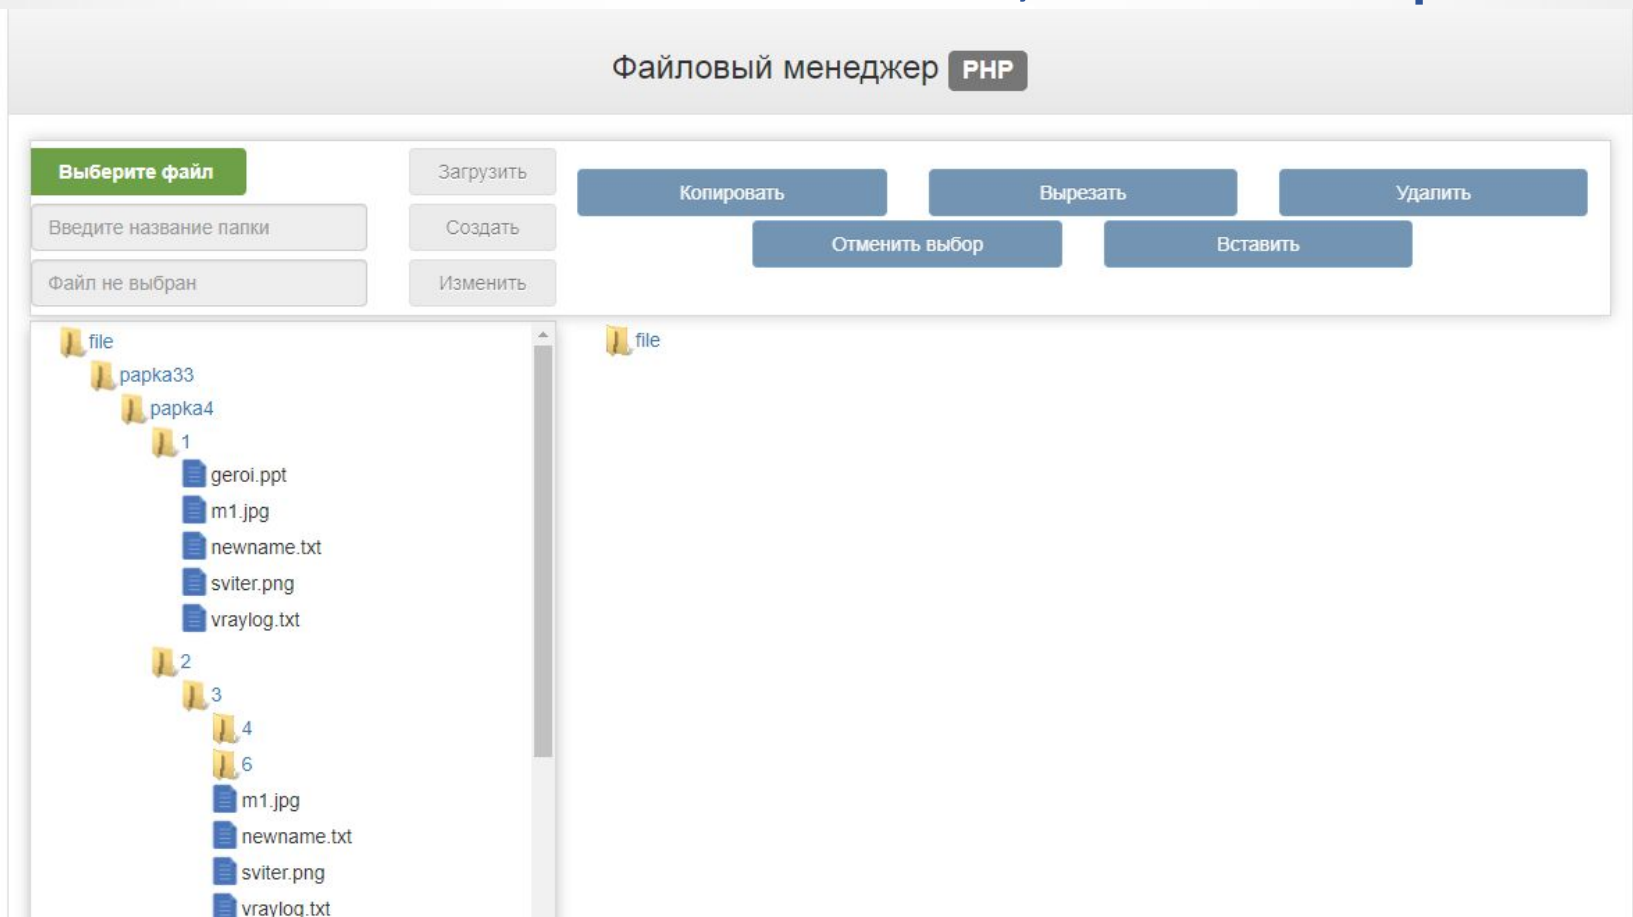 Файловый менеджер PHP
Выберите файл
Загрузить
Введите название папки
Создать
Файл не выбран
Изменить
Копировать
Вырезать
Удалить
Отменить выбор
Вставить
file
papka33
papka4
1
geroi.ppt
m1.jpg
newname.txt
sviter.png
vraylog.txt
2
3
4
6
m1.jpg
newname.txt
sviter.png
vraylog.txt
file